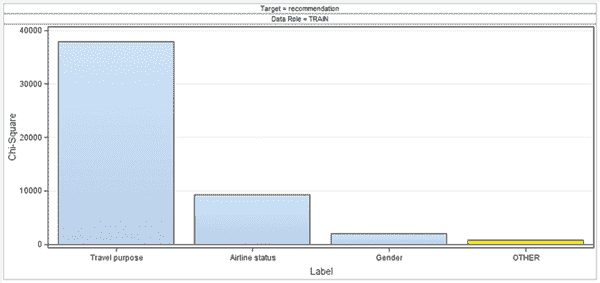 Target = recommendation
Data Role = TRAIN
40000
30000
20000
10000
0
Chi-Square
Travel purpose Airline status Gender OTHER
Label